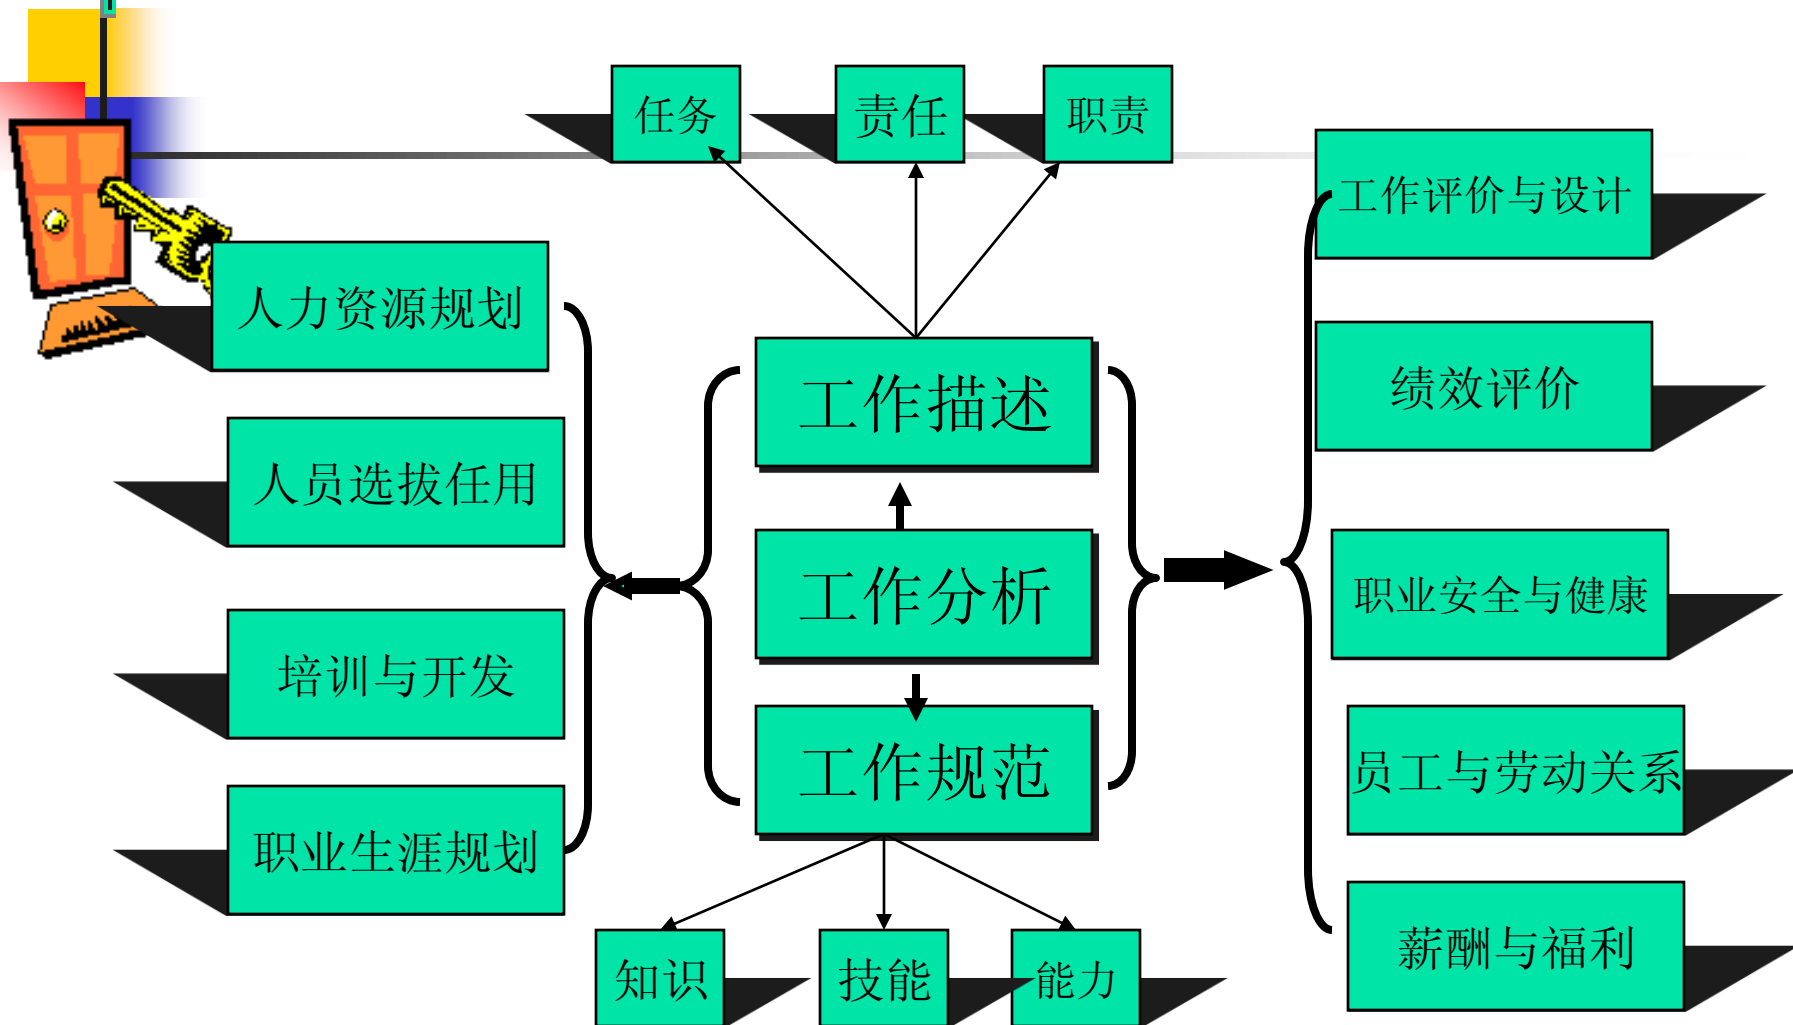 任务
责任
职责
工作评价与设计
人力资源规划
工作描述
绩效评价
人员选拔任用
工作分析
职业安全与健康
培训与开发
工作规范
员工与劳动关系
职业生涯规划
薪酬与福利
知识
技能
能力